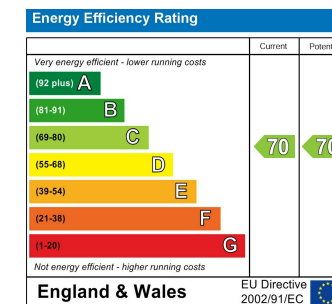 Energy Efficiency Rating
Current Potent
Very energy efficient - lower running costs
(92 plus) A
(81-91) B
(69-80) C
70 70
(55-68) D
(39-54) E
(21-38) F
(1-20) G
Not energy efficient - higher running costs
England & Wales
EU Directive
2002/91/EC